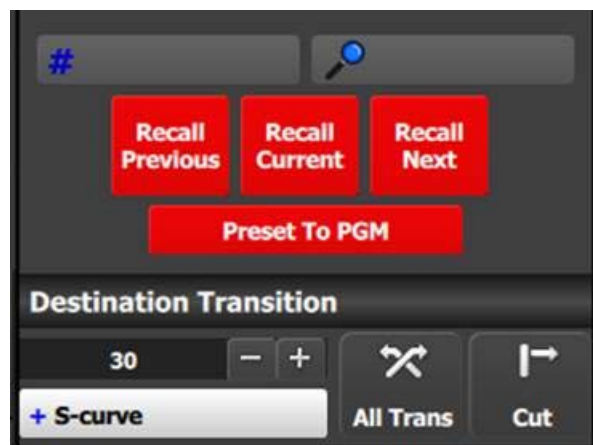 #
Recall Previous
Recall Current
Recall Next
Preset To PGM
Destination Transition
30 - +
+ S-curve
All Trans
Cut